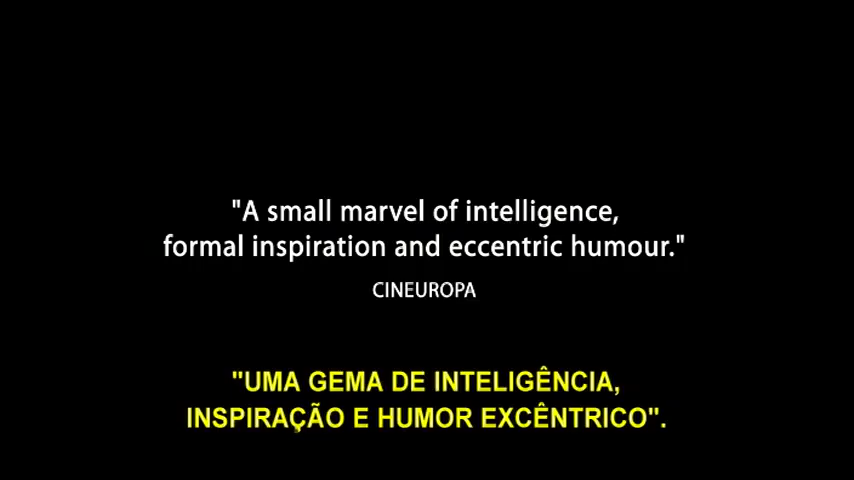 "A small marvel of intelligence,
formal inspiration and eccentric humour."
CINEUROPA
"UMA GEMA DE INTELIGÊNCIA,
INSPIRAÇÃO E HUMOR EXCÊNTRICO".